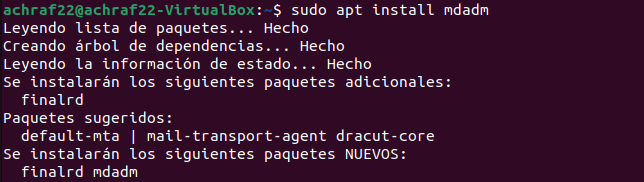 achraf22@achraf22-VirtualBox:~$ sudo apt install mdadm
Leyendo lista de paquetes... Hecho
Creando árbol de dependencias... Hecho
Leyendo la información de estado... Hecho
Se instalarán los siguientes paquetes adicionales:
  finalrd
Paquetes sugeridos:
  default-mta | mail-transport-agent dracut-core
Se instalarán los siguientes paquetes NUEVOS:
  finalrd mdadm